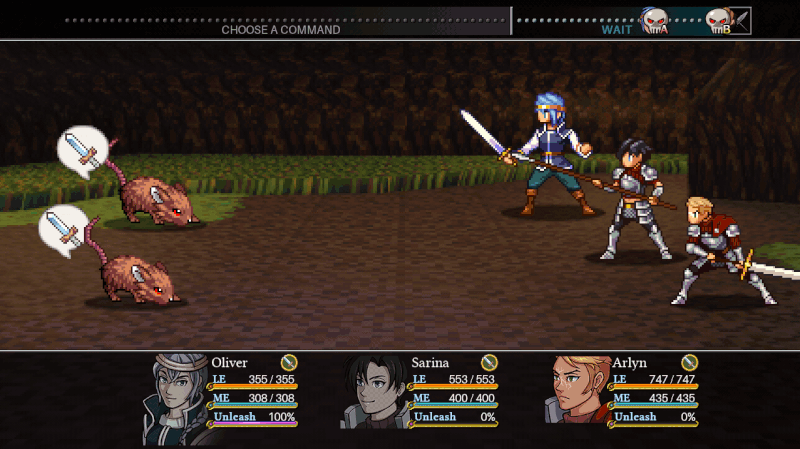 CHOOSE A COMMAND
WAIT
A
B
Oliver
LE 355 / 355
ME 308 / 308
Unleash 100%
Sarina
LE 553 / 553
ME 400 / 400
Unleash 0%
Arlyn
LE 747 / 747
ME 435 / 435
Unleash 0%